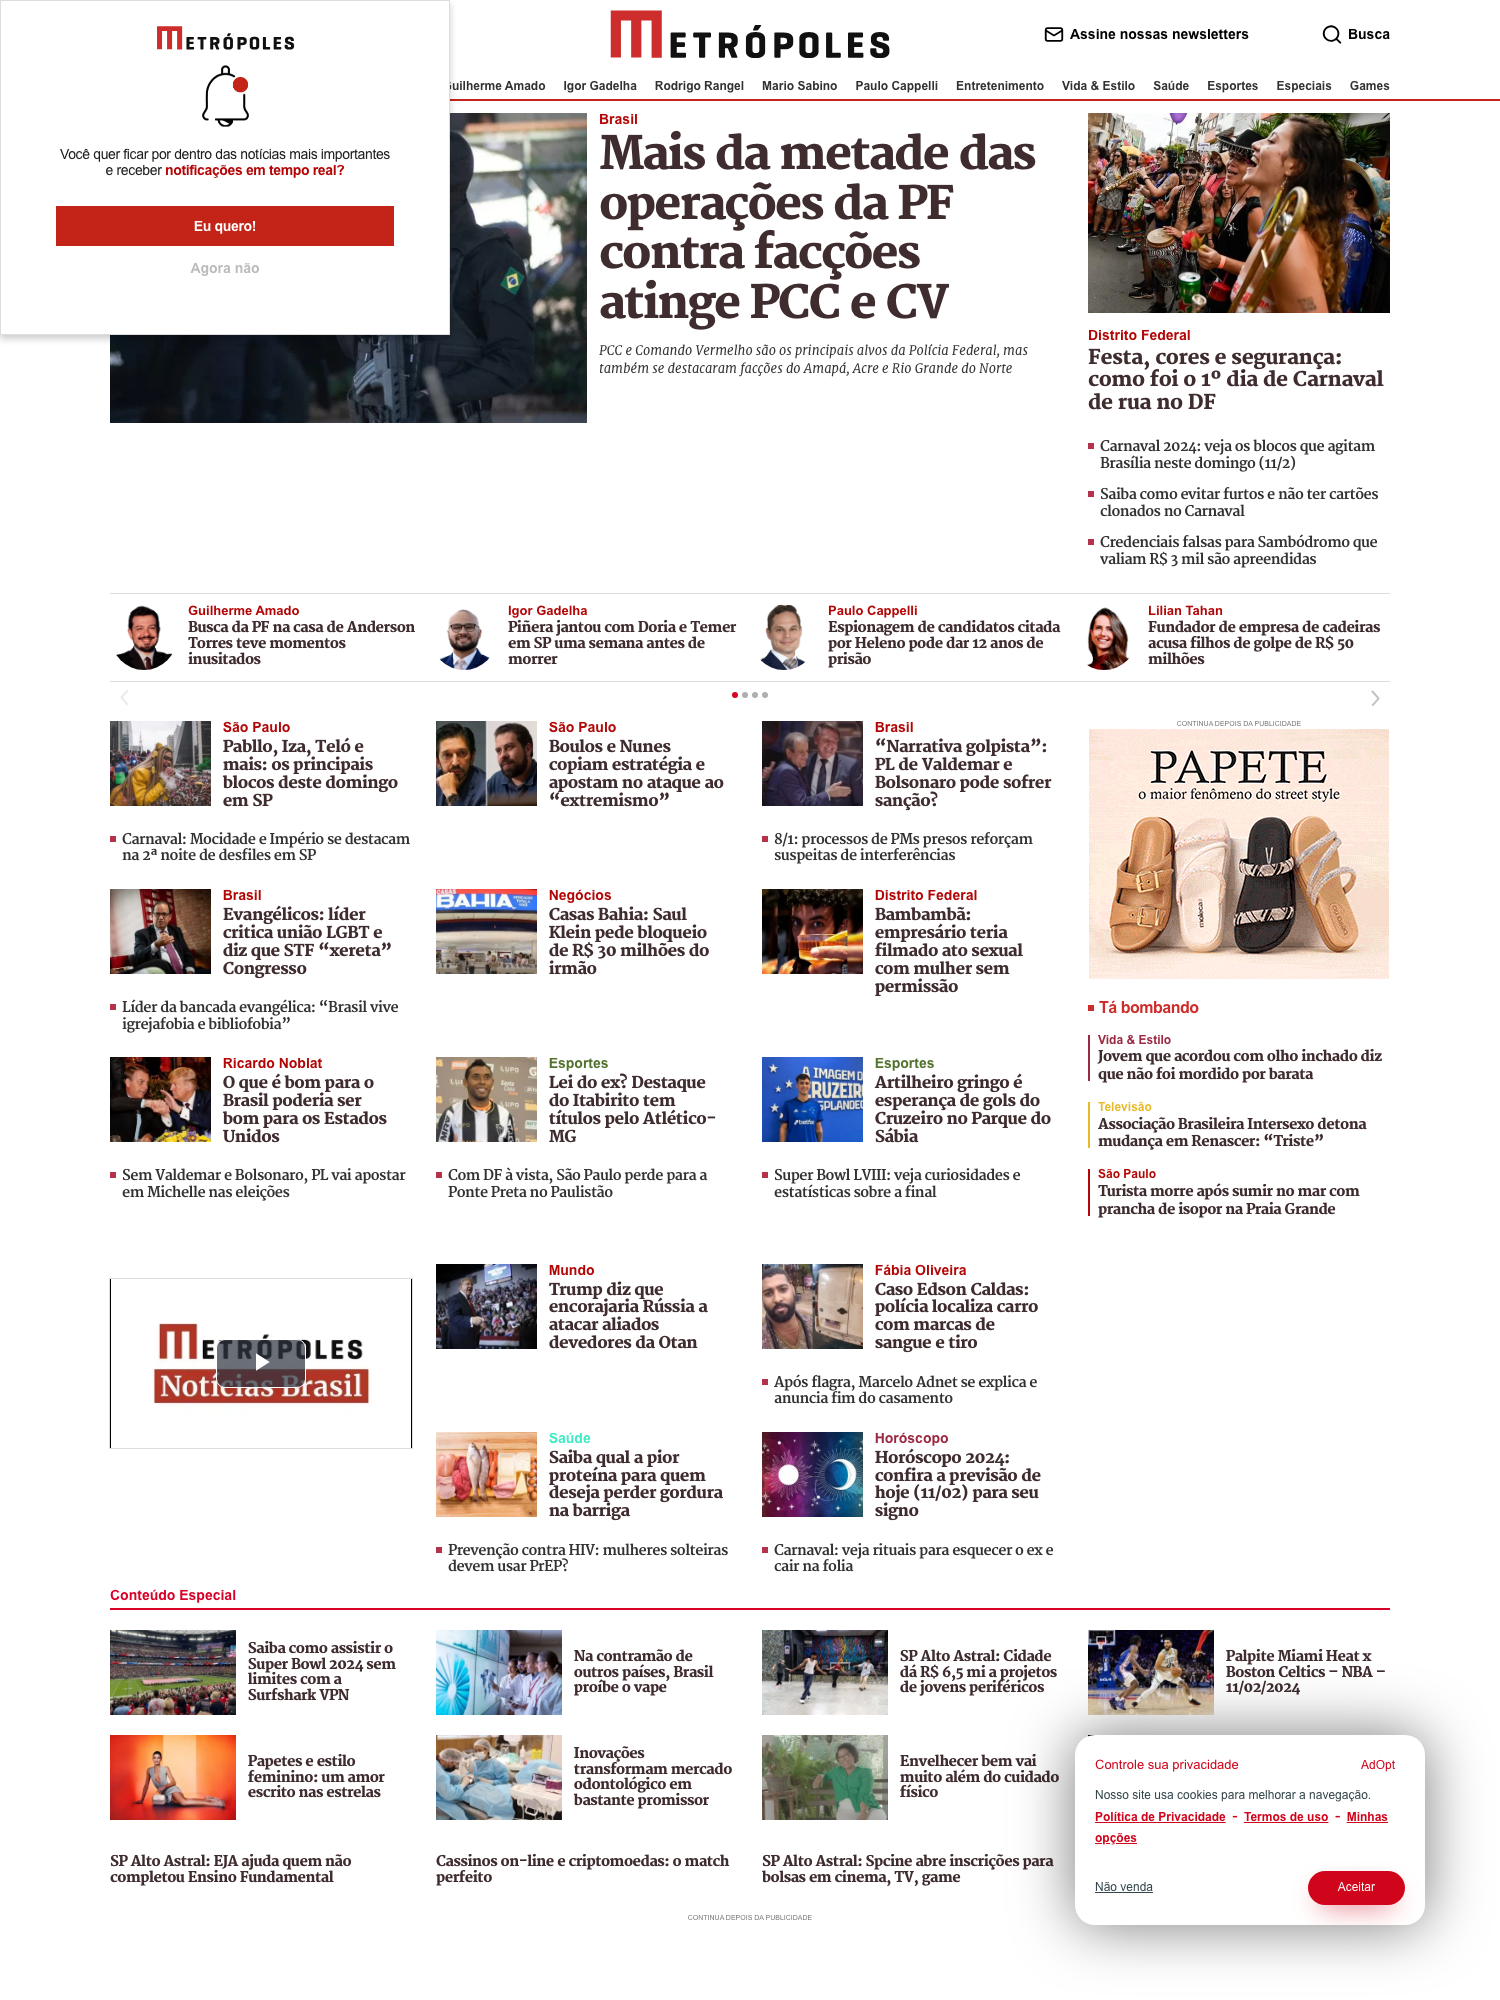 METRÓPOLES
Você quer ficar por dentro das notícias mais importantes
e receber notificações em tempo real?
Eu quero!
Agora não
METRÓPOLES
Assine nossas newsletters
Busca
Guilherme Amado Igor Gadelha Rodrigo Rangel Mario Sabino Paulo Cappelli Entretenimento Vida & Estilo Saúde Esportes Especiais Games
Brasil
Mais da metade das
operações da PF
contra facções
atinge PCC e CV
PCC e Comando Vermelho são os principais alvos da Polícia Federal, mas
também se destacaram facções do Amapá, Acre e Rio Grande do Norte
Distrito Federal
Festa, cores e segurança:
como foi o 1º dia de Carnaval
de rua no DF
Carnaval 2024: veja os blocos que agitam
Brasília neste domingo (11/2)
Saiba como evitar furtos e não ter cartões
clonados no Carnaval
Credenciais falsas para Sambódromo que
valiam R$ 3 mil são apreendidas
Guilherme Amado
Busca da PF na casa de Anderson
Torres teve momentos
inusitados
Igor Gadelha
Piñera jantou com Doria e Temer
em SP uma semana antes de
morrer
Paulo Cappelli
Espionagem de candidatos citada
por Heleno pode dar 12 anos de
prisão
Lilian Tahan
Fundador de empresa de cadeiras
acusa filhos de golpe de R$ 50
milhões
São Paulo
Pabllo, Iza, Teló e
mais: os principais
blocos deste domingo
em SP
Carnaval: Mocidade e Império se destacam
na 2ª noite de desfiles em SP
São Paulo
Boulos e Nunes
copiam estratégia e
apostam no ataque ao
“extremismo”
Brasil
“Narrativa golpista”:
PL de Valdemar e
Bolsonaro pode sofrer
sanção?
8/1: processos de PMs presos reforçam
suspeitas de interferências
CONTINUA DEPOIS DA PUBLICIDADE
PAPETE
o maior fenômeno do street style
moleca
Brasil
Evangélicos: líder
critica união LGBT e
diz que STF “xereta”
Congresso
Líder da bancada evangélica: “Brasil vive
igrejafobia e bibliofobia”
CASAS
BAHIA
Negócios
Casas Bahia: Saul
Klein pede bloqueio
de R$ 30 milhões do
irmão
Distrito Federal
Bambambã:
empresário teria
filmado ato sexual
com mulher sem
permissão
Tá bombando
Vida & Estilo
Jovem que acordou com olho inchado diz
que não foi mordido por barata
Televisão
Associação Brasileira Intersexo detona
mudança em Renascer: “Triste”
São Paulo
Turista morre após sumir no mar com
prancha de isopor na Praia Grande
Ricardo Noblat
O que é bom para o
Brasil poderia ser
bom para os Estados
Unidos
Sem Valdemar e Bolsonaro, PL vai apostar
em Michelle nas eleições
LUPO
Esportes
Lei do ex? Destaque
do Itabirito tem
títulos pelo Atlético-
MG
Com DF à vista, São Paulo perde para a
Ponte Preta no Paulistão
A IMAGEM D
CRUZEIR
SPLANDE
Esportes
Artilheiro gringo é
esperança de gols do
Cruzeiro no Parque do
Sábia
Super Bowl LVIII: veja curiosidades e
estatísticas sobre a final
METRÓPOLES
Notícias Brasil
Mundo
Trump diz que
encorajaria Rússia a
atacar aliados
devedores da Otan
Fábia Oliveira
Caso Edson Caldas:
polícia localiza carro
com marcas de
sangue e tiro
Após flagra, Marcelo Adnet se explica e
anuncia fim do casamento
Saúde
Saiba qual a pior
proteína para quem
deseja perder gordura
na barriga
Prevenção contra HIV: mulheres solteiras
devem usar PrEP?
Horóscopo
Horóscopo 2024:
confira a previsão de
hoje (11/02) para seu
signo
Carnaval: veja rituais para esquecer o ex e
cair na folia
Conteúdo Especial
Saiba como assistir o
Super Bowl 2024 sem
limites com a
Surfshark VPN
Na contramão de
outros países, Brasil
proíbe o vape
SP Alto Astral: Cidade
dá R$ 6,5 mi a projetos
de jovens periféricos
Palpite Miami Heat x
Boston Celtics – NBA –
11/02/2024
Papetes e estilo
feminino: um amor
escrito nas estrelas
Inovações
transformam mercado
odontológico em
bastante promissor
Envelhecer bem vai
muito além do cuidado
físico
SP Alto Astral: EJA ajuda quem não
completou Ensino Fundamental
Cassinos on-line e criptomoedas: o match
perfeito
SP Alto Astral: Spcine abre inscrições para
bolsas em cinema, TV, game
Controle sua privacidade
AdOpt
Nosso site usa cookies para melhorar a navegação.
Política de Privacidade - Termos de uso - Minhas
opções
Não venda
Aceitar
CONTINUA DEPOIS DA PUBLICIDADE